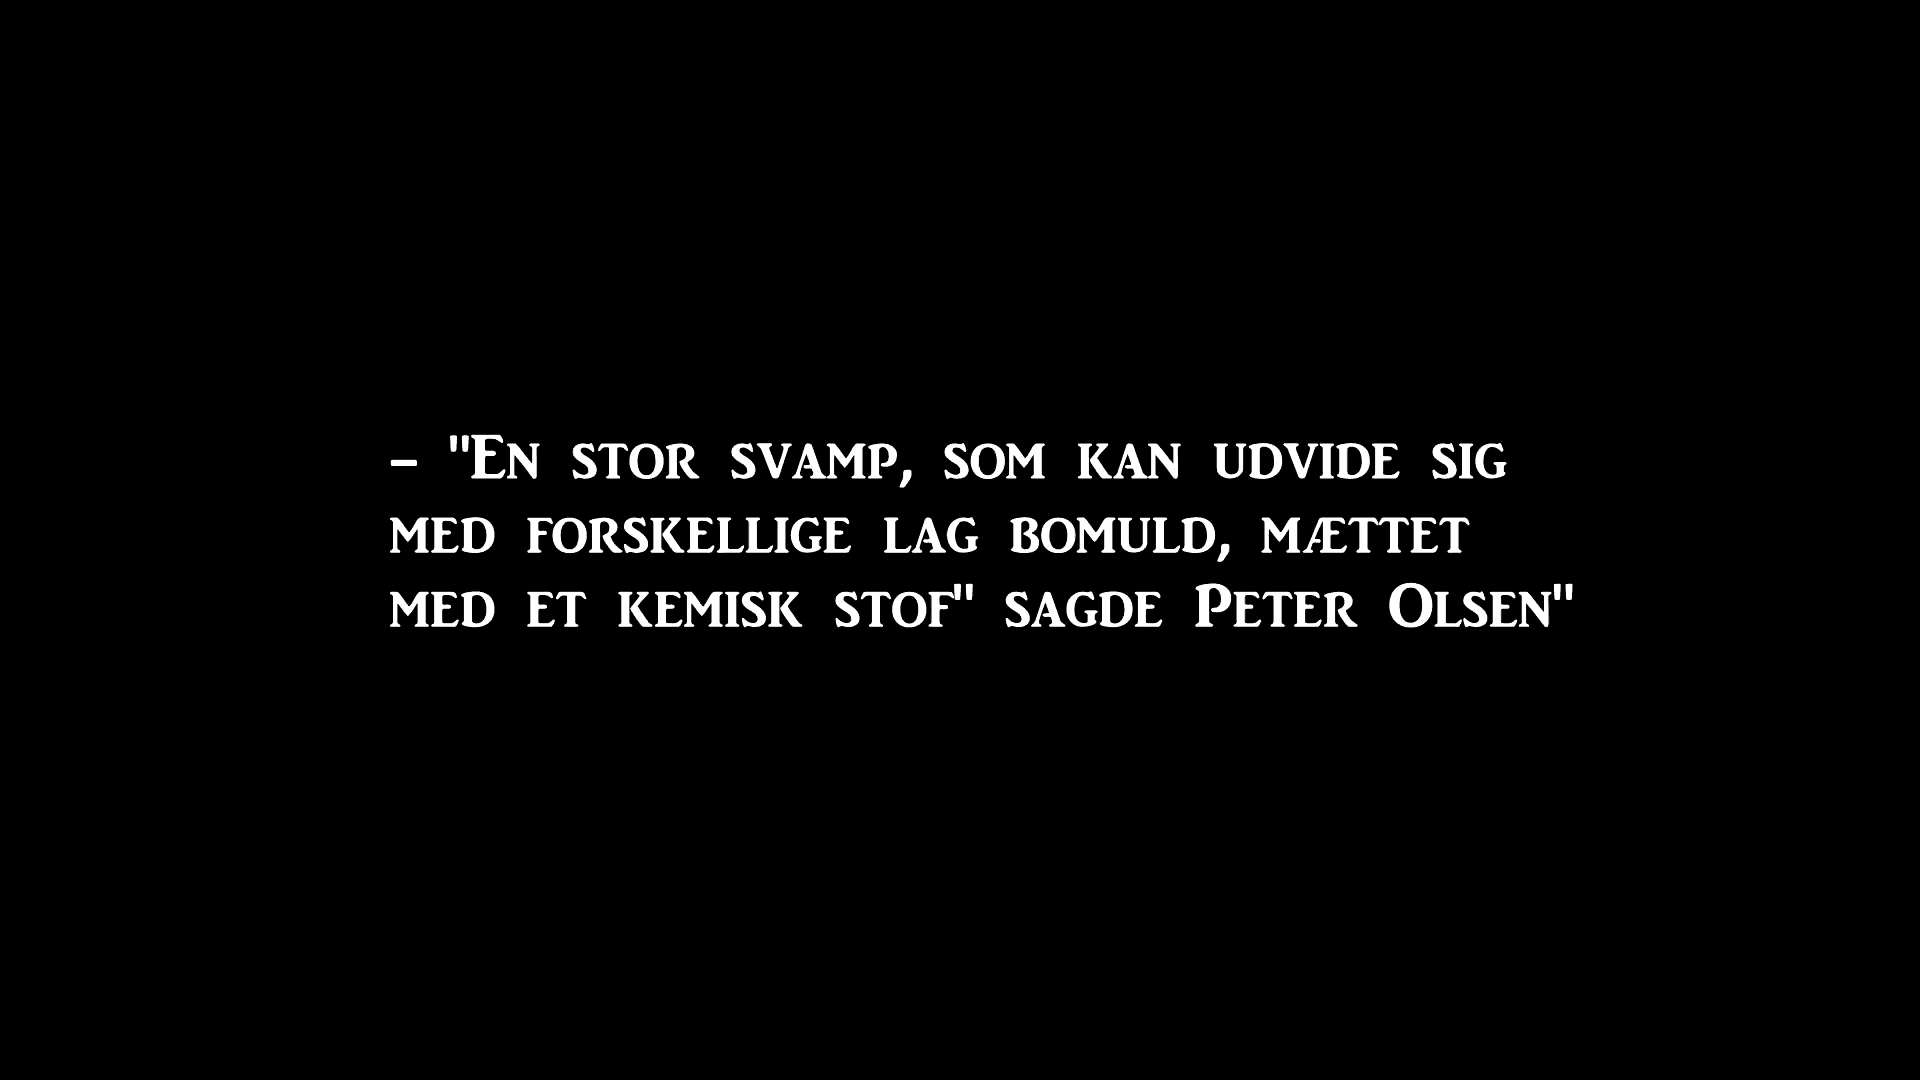 – "En stor svamp, som kan udvide sig
med forskellige lag bomuld, mættet
med et kemisk stof" sagde Peter Olsen"